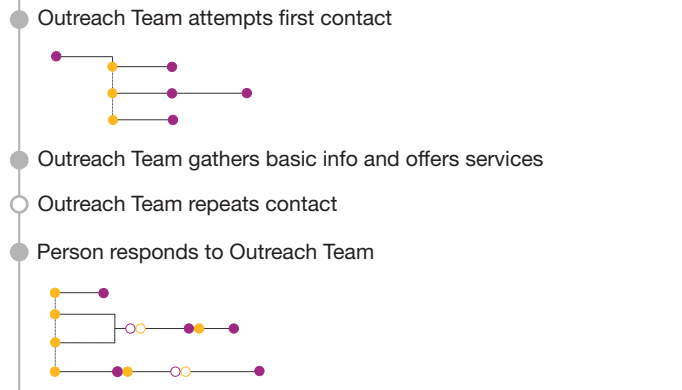 Outreach Team attempts first contact
Outreach Team gathers basic info and offers services
Outreach Team repeats contact
Person responds to Outreach Team